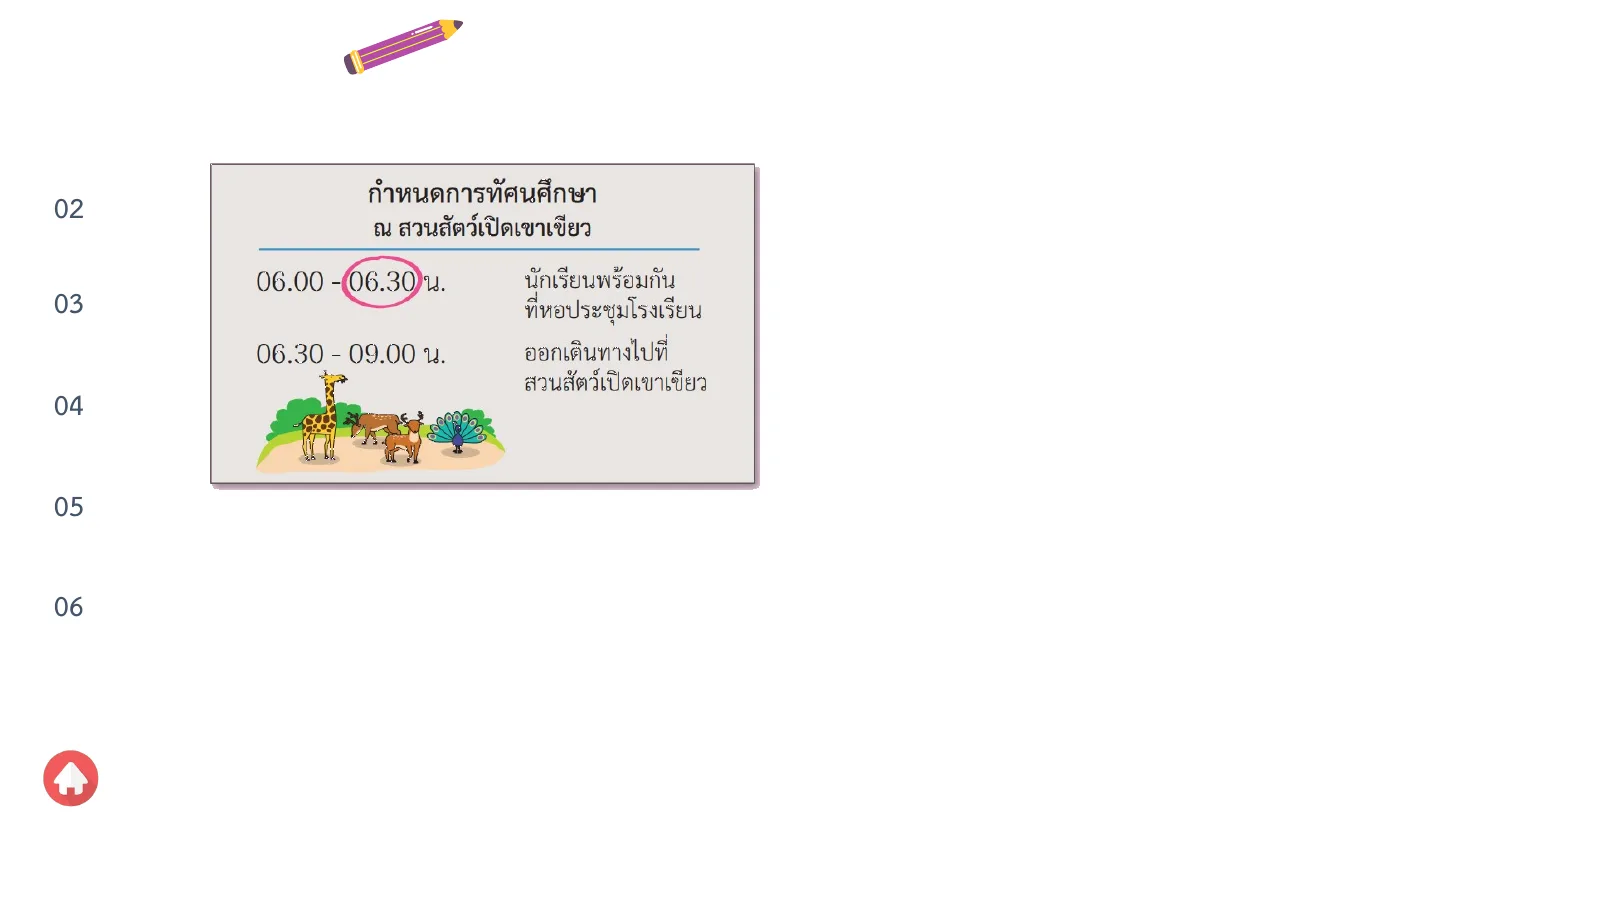 02
03
04
05
06
กำหนดการทัศนศึกษา
ณ สวนสัตว์เปิดเขาเขียว
06.00 - 06.30 น. นักเรียนพร้อมกัน
ที่หอประชุมโรงเรียน
06.30 - 09.00 น. ออกเดินทางไปที่
สวนสัตว์เปิดเขาเขียว